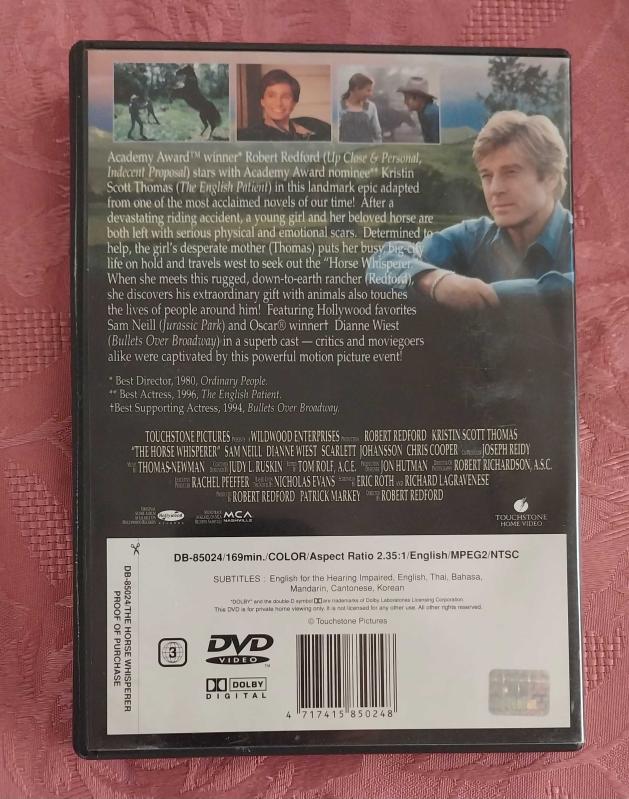 Academy Award™ winner* Robert Redford (Up Close & Personal,
Indecent Proposal) stars with Academy Award nominee** Kristin
Scott Thomas (The English Patient) in this landmark epic adapted
from one of the most acclaimed novels of our time! After a
devastating riding accident, a young girl and her beloved horse are
both left with serious physical and emotional scars. Determined to
help, the girl's desperate mother (Thomas) puts her busy big-city
life on hold and travels west to seek out the "Horse Whisperer."
When she meets this rugged, down-to-earth rancher (Redford),
she discovers his extraordinary gift with animals also touches
the lives of people around him! Featuring Hollywood favorites
Sam Neill (Jurassic Park) and Oscar® winner† Dianne Wiest
(Bullets Over Broadway) in a superb cast — critics and moviegoers
alike were captivated by this powerful motion picture event!
* Best Director, 1980, Ordinary People.
** Best Actress, 1996, The English Patient.
†Best Supporting Actress, 1994, Bullets Over Broadway.
TOUCHSTONE PICTURES WILDWOOD ENTERPRISES ROBERT REDFORD KRISTIN SCOTT THOMAS
"THE HORSE WHISPERER" SAM NEILL DIANNE WIEST SCARLETT JOHANSSON CHRIS COOPER JOSEPH REIDY
THOMAS NEWMAN JUDY L. RUSKIN TOM ROLF, A.C.E. JON HUTMAN ROBERT RICHARDSON, A.S.C.
RACHEL PFEFFER NICHOLAS EVANS ERIC ROTH AND RICHARD LAGRAVENESE
ROBERT REDFORD PATRICK MARKEY ROBERT REDFORD
Hollywood RECORDS
MCA NASHVILLE
TOUCHSTONE
HOME VIDEO
DB-85024/169min./COLOR/Aspect Ratio 2.35:1/English/MPEG2/NTSC
SUBTITLES : English for the Hearing Impaired, English, Thai, Bahasa,
Mandarin, Cantonese, Korean
"DOLBY" and the double-D symbol are trademarks of Dolby Laboratories Licensing Corporation.
This DVD is for private home viewing only. It is not licensed for any other use. All other rights reserved.
© Touchstone Pictures
DB-85024/THE HORSE WHISPERER
PROOF OF PURCHASE
3
DVD
VIDEO™
DOLBY
DIGITAL
4 717415 850248